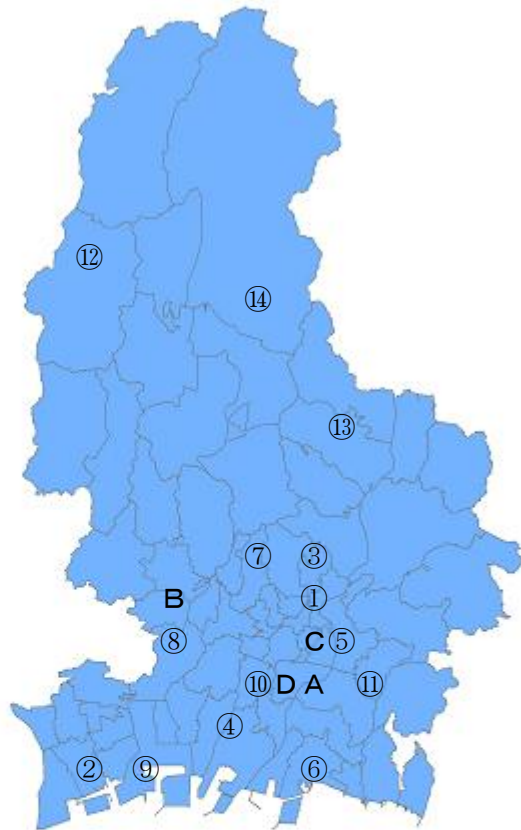 ⑫
⑭
⑬
⑦ ③
B ①
⑧ C ⑤
⑩ D A ⑪
④
② ⑨ ⑥